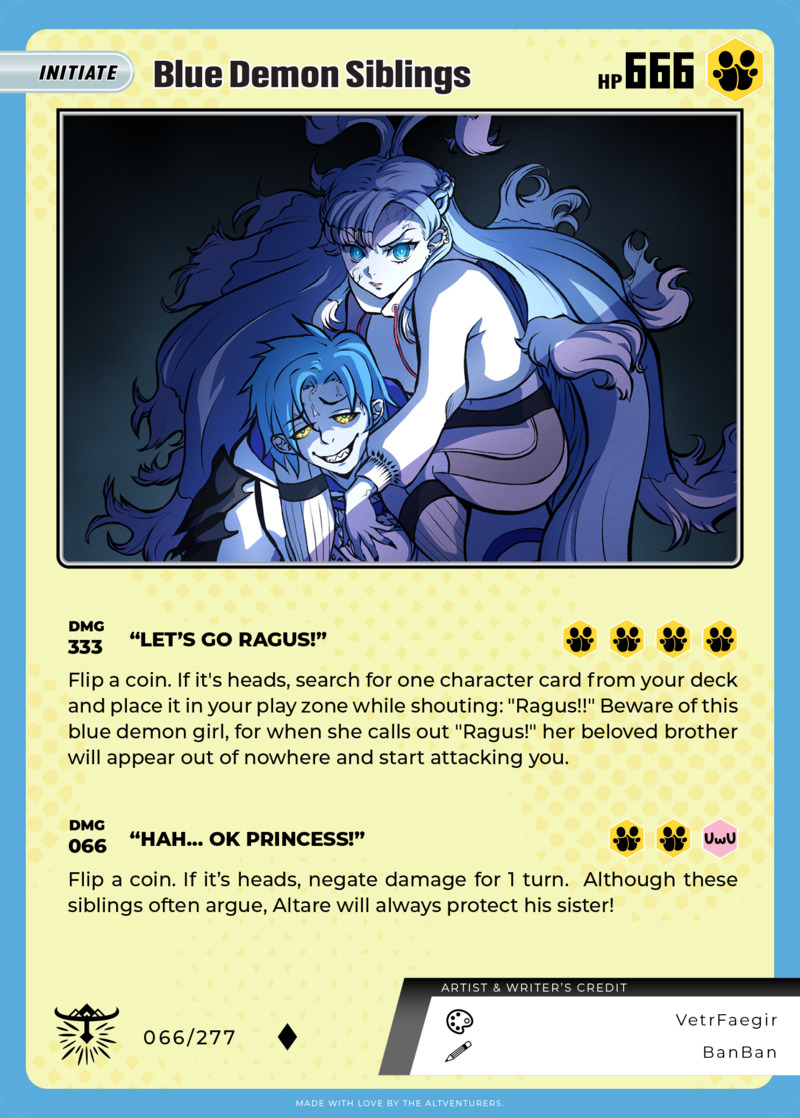 INITIATE
Blue Demon Siblings
HP 666
DMG
333
“LET’S GO RAGUS!”
Flip a coin. If it's heads, search for one character card from your deck
and place it in your play zone while shouting: "Ragus!!" Beware of this
blue demon girl, for when she calls out "Ragus!" her beloved brother
will appear out of nowhere and start attacking you.
DMG
066
“HAH... OK PRINCESS!”
UwU
Flip a coin. If it’s heads, negate damage for 1 turn.  Although these
siblings often argue, Altare will always protect his sister!
ARTIST & WRITER’S CREDIT
066/277
VetrFaegir
BanBan
MADE WITH LOVE BY THE ALTVENTURERS.